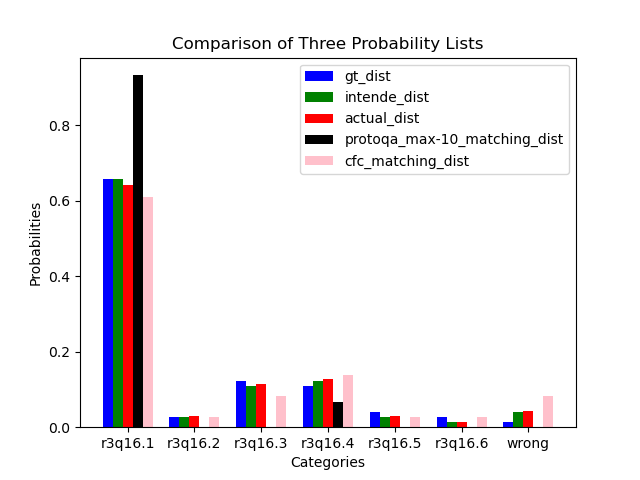 Comparison of Three Probability Lists
gt_dist
intende_dist
actual_dist
protoqa_max-10_matching_dist
cfc_matching_dist
Probabilities
0.8
0.6
0.4
0.2
0.0
r3q16.1 r3q16.2 r3q16.3 r3q16.4 r3q16.5 r3q16.6 wrong
Categories